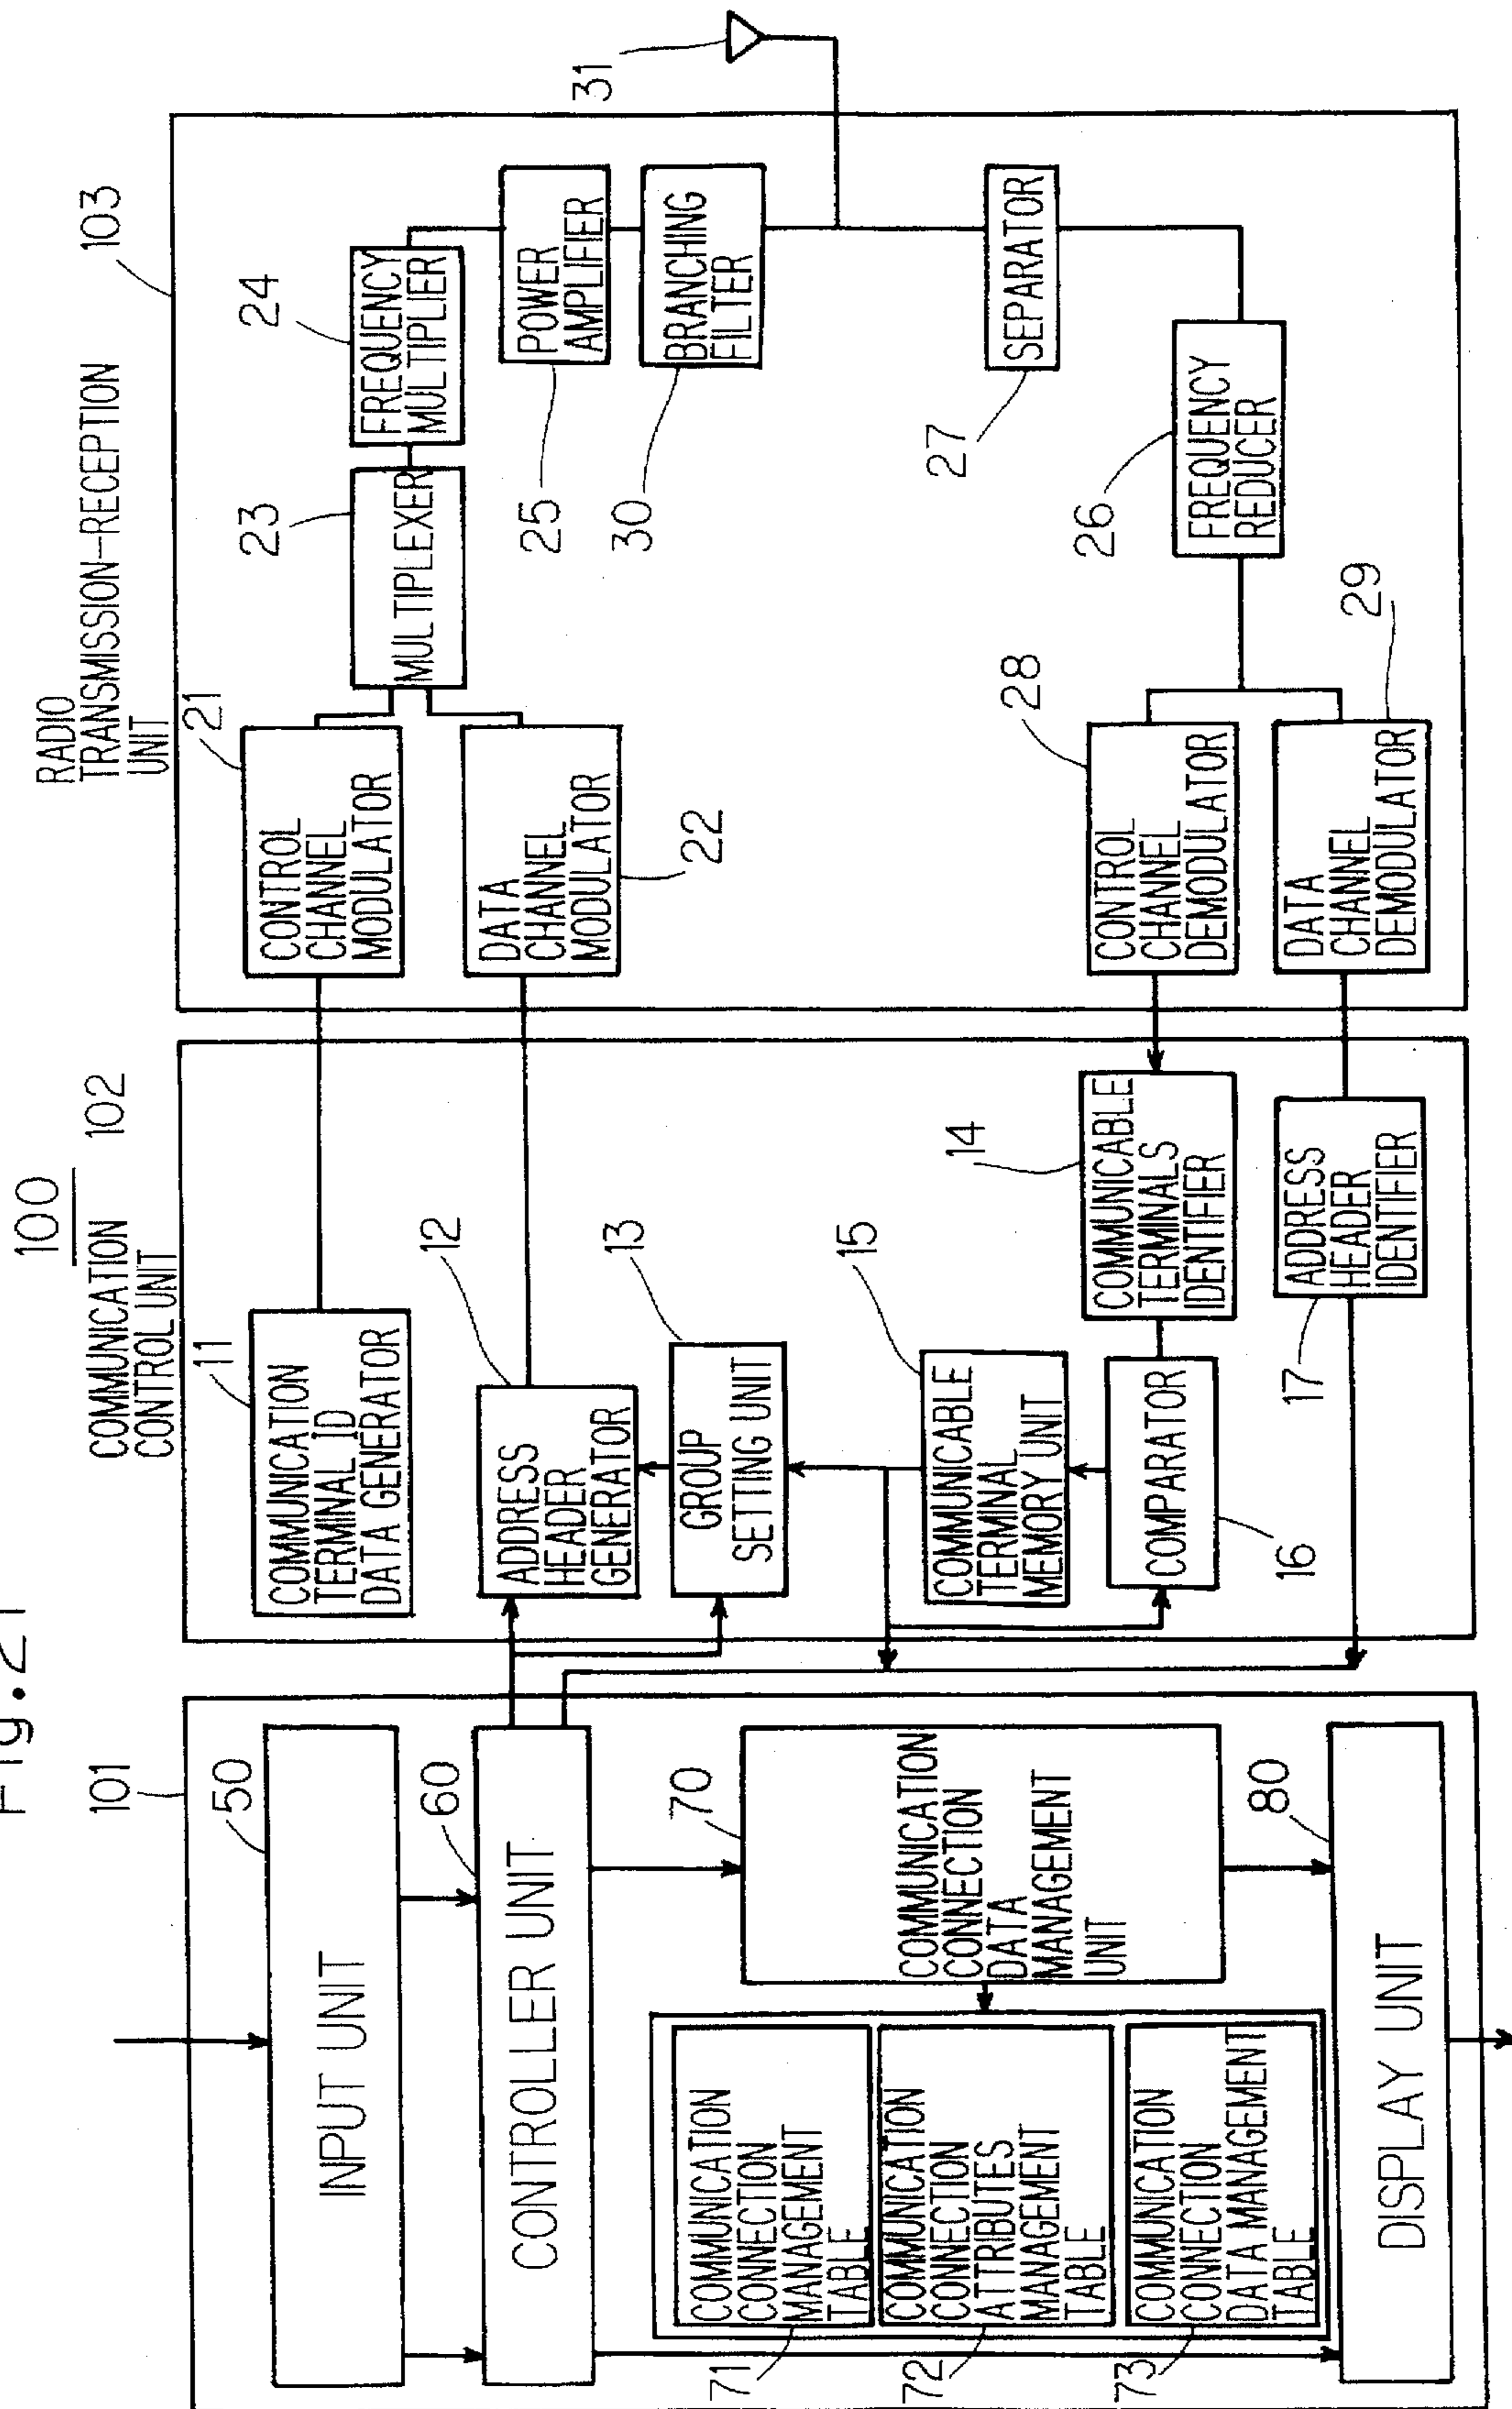 Fig. 21
100
101
50
INPUT UNIT
60
CONTROLLER UNIT
70
COMMUNICATION
CONNECTION
DATA
MANAGEMENT
UNIT
COMMUNICATION
CONNECTION
MANAGEMENT
TABLE
71
COMMUNICATION
CONNECTION
ATTRIBUTES
MANAGEMENT
TABLE
72
COMMUNICATION
CONNECTION
DATA MANAGEMENT
TABLE
73
80
DISPLAY UNIT
COMMUNICATION
CONTROL UNIT
102
11
COMMUNICATION
TERMINAL ID
DATA GENERATOR
12
ADDRESS
HEADER
GENERATOR
13
GROUP
SETTING UNIT
15
COMMUNICABLE
TERMINAL
MEMORY UNIT
14
COMMUNICABLE
TERMINALS
IDENTIFIER
COMPARATOR
16
ADDRESS
HEADER
IDENTIFIER
17
RADIO
TRANSMISSION-RECEPTION
UNIT
103
21
CONTROL
CHANNEL
MODULATOR
DATA
CHANNEL
MODULATOR
22
23
MULTIPLEXER
24
FREQUENCY
MULTIPLIER
POWER
AMPLIFIER
25
BRANCHING
FILTER
30
31
SEPARATOR
27
FREQUENCY
REDUCER
26
28
CONTROL
CHANNEL
DEMODULATOR
DATA
CHANNEL
DEMODULATOR
29